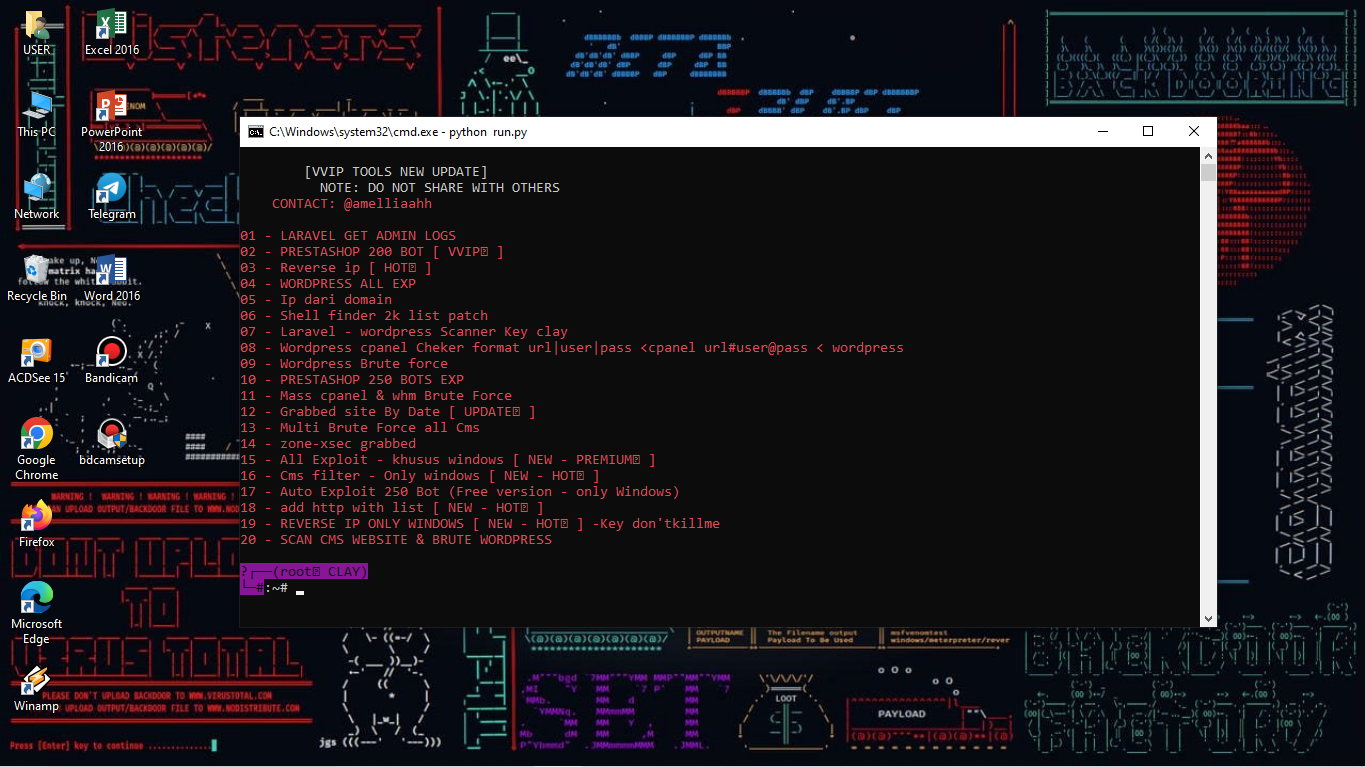 USER
Excel 2016
This PC
PowerPoint
2016
Network
Telegram
Recycle Bin
Word 2016
ACDSee 15
Bandicam
Google
Chrome
bdcamsetup
Firefox
Microsoft
Edge
Winamp
C:\Windows\system32\cmd.exe - python  run.py
[VVIP TOOLS NEW UPDATE]
NOTE: DO NOT SHARE WITH OTHERS
CONTACT: @amelliaahh
01 - LARAVEL GET ADMIN LOGS
02 - PRESTASHOP 200 BOT [ VVIP ]
03 - Reverse ip [ HOT ]
04 - WORDPRESS ALL EXP
05 - Ip dari domain
06 - Shell finder 2k list patch
07 - Laravel - wordpress Scanner Key clay
08 - Wordpress cpanel Cheker format url|user|pass <cpanel url#user@pass < wordpress
09 - Wordpress Brute force
10 - PRESTASHOP 250 BOTS EXP
11 - Mass cpanel & whm Brute Force
12 - Grabbed site By Date [ UPDATE ]
13 - Multi Brute Force all Cms
14 - zone-xsec grabbed
15 - All Exploit - khusus windows [ NEW - PREMIUM ]
16 - Cms filter - Only windows [ NEW - HOT ]
17 - Auto Exploit 250 Bot (Free version - only Windows)
18 - add http with list [ NEW - HOT ]
19 - REVERSE IP ONLY WINDOWS [ NEW - HOT ] -Key don'tkillme
20 - SCAN CMS WEBSITE & BRUTE WORDPRESS
?┌──(root CLAY)
└─#:~#
Listeners
BACKDOORING
follow the white rabbit.
knock, knock, Neo.
WARNING ! WARNING ! WARNING ! WARNING !
DONT UPLOAD
TO
VIRUSTOTAL
PLEASE DON'T UPLOAD BACKDOOR TO WWW.VIRUSTOTAL.COM
UPLOAD BACKDOOR FILE TO WWW.NODISTRIBUTE.COM
Press [Enter] key to continue .............
jgs
OUTPUTNAME || The Filename output || msfvenomtest
PAYLOAD || Payload To Be Used || windows/meterpreter/rever
LOOT
PAYLOAD
BACKDOOR
FACTORY